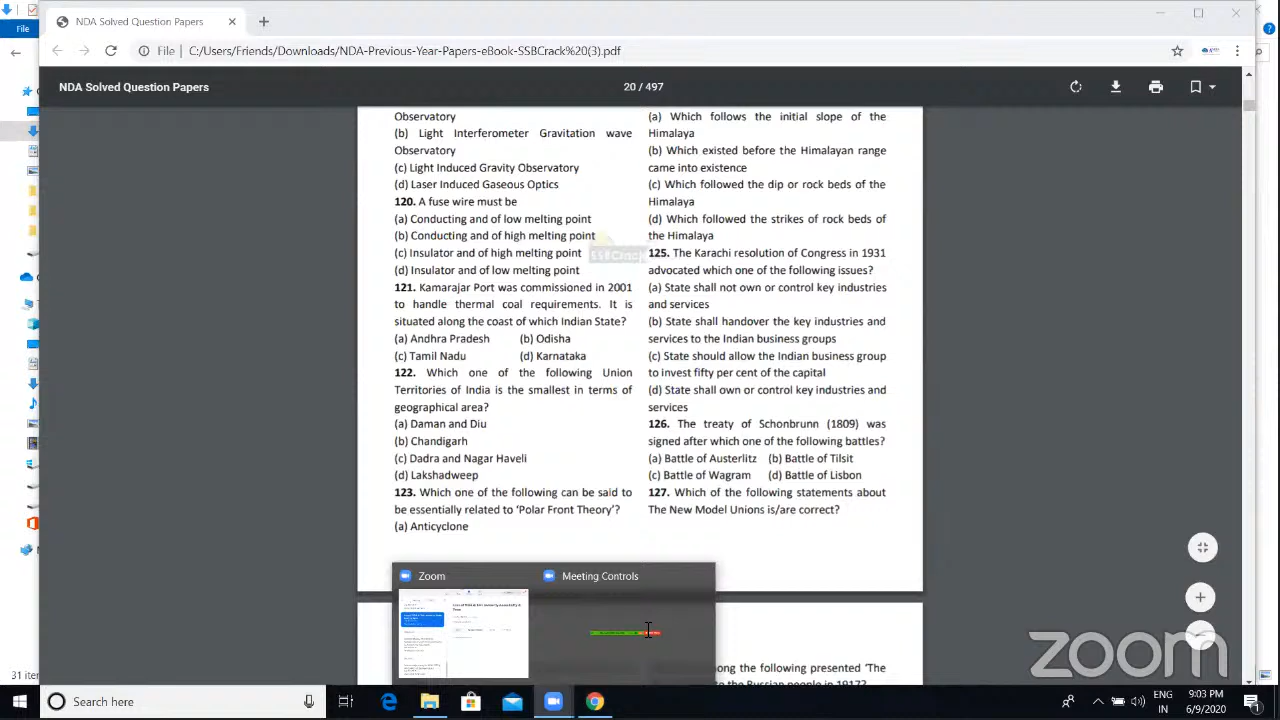 NDA Solved Question Papers
File
File | C:/Users/Friends/Downloads/NDA-Previous-Year-Papers-eBook-SSBCrack%20(3).pdf
NDA Solved Question Papers
20 / 497
Observatory
(b) Light Interferometer Gravitation wave
Observatory
(c) Light Induced Gravity Observatory
(d) Laser Induced Gaseous Optics
120. A fuse wire must be
(a) Conducting and of low melting point
(b) Conducting and of high melting point
(c) Insulator and of high melting point
(d) Insulator and of low melting point
121. Kamarajar Port was commissioned in 2001
to handle thermal coal requirements. It is
situated along the coast of which Indian State?
(a) Andhra Pradesh (b) Odisha
(c) Tamil Nadu (d) Karnataka
122. Which one of the following Union
Territories of India is the smallest in terms of
geographical area?
(a) Daman and Diu
(b) Chandigarh
(c) Dadra and Nagar Haveli
(d) Lakshadweep
123. Which one of the following can be said to
be essentially related to ‘Polar Front Theory’?
(a) Anticyclone
(a) Which follows the initial slope of the
Himalaya
(b) Which existed before the Himalayan range
came into existence
(c) Which followed the dip or rock beds of the
Himalaya
(d) Which followed the strikes of rock beds of
the Himalaya
125. The Karachi resolution of Congress in 1931
advocated which one of the following issues?
(a) State shall not own or control key industries
and services
(b) State shall handover the key industries and
services to the Indian business groups
(c) State should allow the Indian business group
to invest fifty per cent of the capital
(d) State shall own or control key industries and
services
126. The treaty of Schonbrunn (1809) was
signed after which one of the following battles?
(a) Battle of Austerlitz (b) Battle of Tilsit
(c) Battle of Wagram (d) Battle of Lisbon
127. Which of the following statements about
The New Model Unions is/are correct?
SSBCrack
Zoom
Meeting Controls
ong the following presented ‘The
to the Russian people in 1917?
zoom
31 iter
Search here
ENG
IN
9:03 PM
6/9/2020